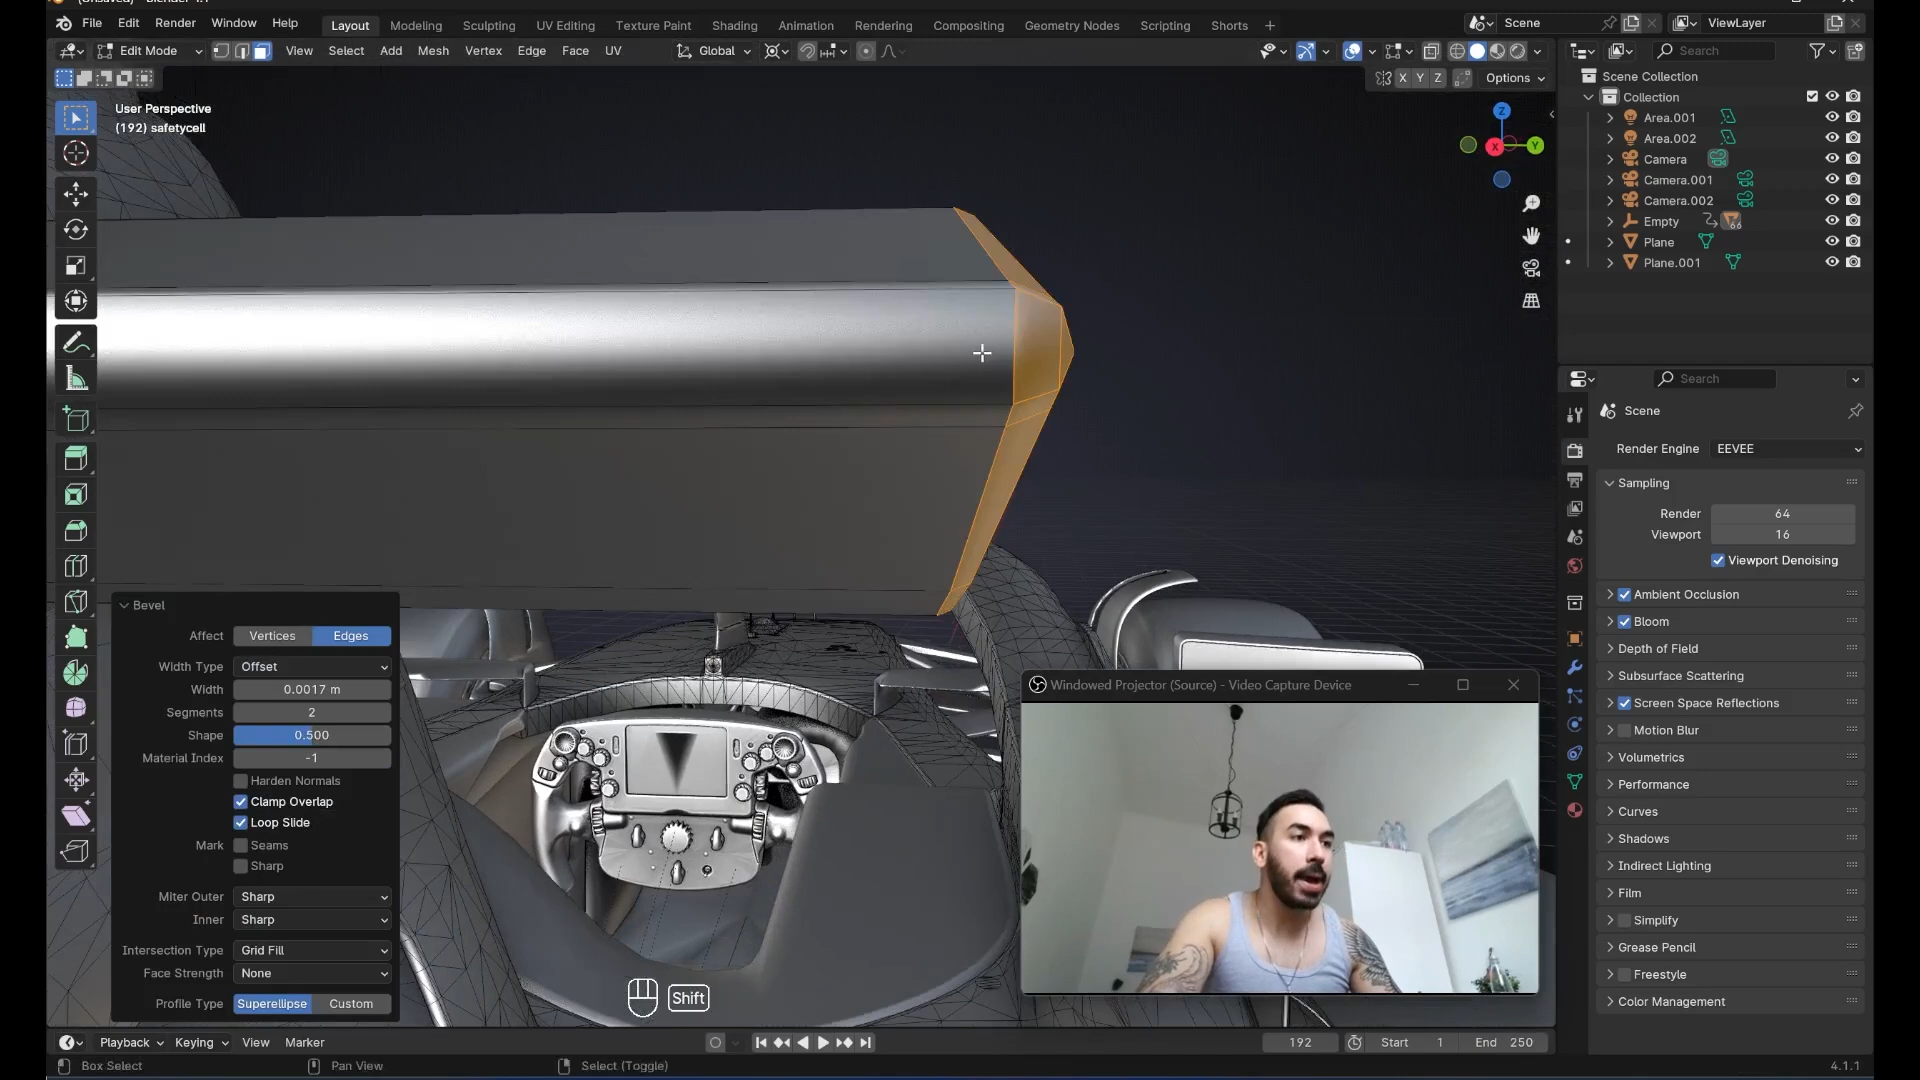 File Edit Render Window Help Layout Modeling Sculpting UV Editing Texture Paint Shading Animation Rendering Compositing Geometry Nodes Scripting Shorts + Scene ViewLayer
Edit Mode View Select Add Mesh Vertex Edge Face UV Global Search
X Y Z Options
User Perspective
(192) safetycell
Z
X Y
Scene Collection
Collection
Area.001
Area.002
Camera
Camera.001
Camera.002
Empty 66
Plane
Plane.001
Search
Scene
Render Engine EEVEE
Sampling
Render 64
Viewport 16
Viewport Denoising
Ambient Occlusion
Bloom
Depth of Field
Subsurface Scattering
Screen Space Reflections
Motion Blur
Volumetrics
Performance
Curves
Shadows
Indirect Lighting
Film
Simplify
Grease Pencil
Freestyle
Color Management
Bevel
Affect Vertices Edges
Width Type Offset
Width 0.0017 m
Segments 2
Shape 0.500
Material Index -1
Harden Normals
Clamp Overlap
Loop Slide
Mark Seams
Sharp
Miter Outer Sharp
Inner Sharp
Intersection Type Grid Fill
Face Strength None
Profile Type Superellipse Custom
Shift
Windowed Projector (Source) - Video Capture Device
Playback Keying View Marker 192 Start 1 End 250
Box Select Pan View Select (Toggle) 4.1.1